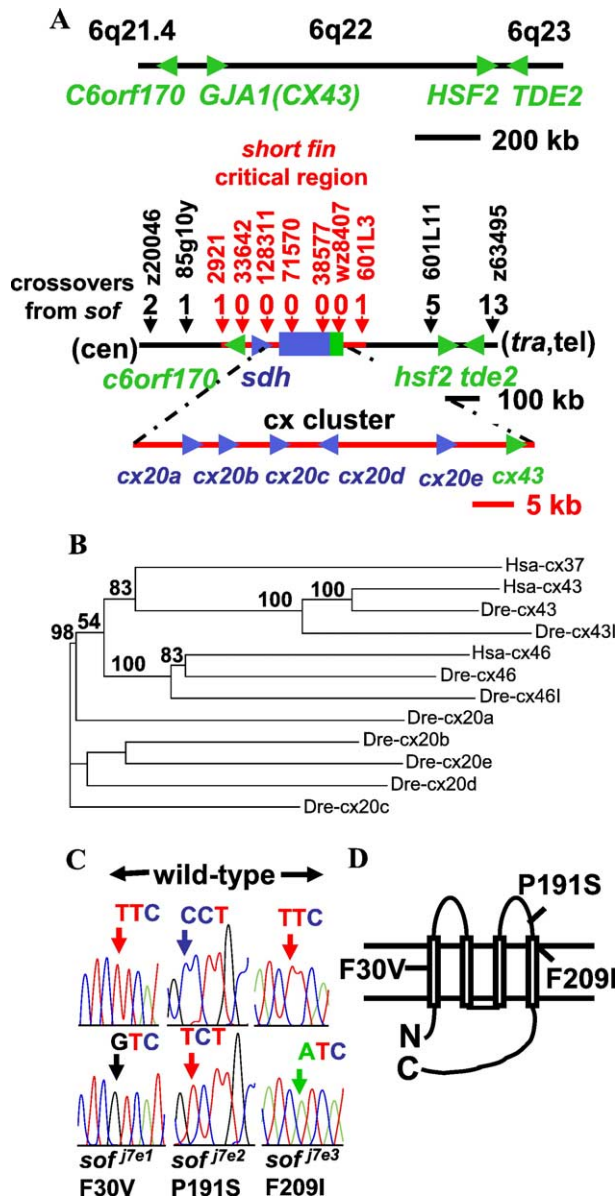 A
6q21.4 6q22 6q23
C6orf170 GJA1(CX43) HSF2 TDE2
200 kb
short fin
critical region
z20046 85g10y 2921 33642 128311 71570 38577 wz8407 601L3 601L11 z63495
crossovers
from sof 2 1 1 0 0 0 0 0 1 5 13
(cen) (tra,tel)
c6orf170 sdh hsf2 tde2
100 kb
cx cluster
cx20a cx20b cx20c cx20d cx20e cx43
5 kb
B
Hsa-cx37
83
Hsa-cx43
100
100
Dre-cx43
54
Dre-cx43l
98
83
Hsa-cx46
100
Dre-cx46
Dre-cx46l
Dre-cx20a
Dre-cx20b
Dre-cx20e
Dre-cx20d
Dre-cx20c
C
wild-type
TTC CCT TTC
GTC TCT ATC
sof j7e1 sof j7e2 sof j7e3
F30V P191S F209I
D
P191S
F30V
F209I
N
C